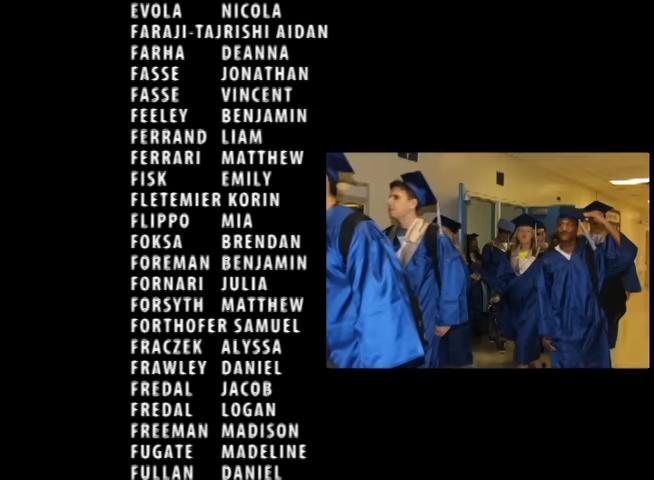 EVOLA NICOLA
FARAJI-TAJRISHI AIDAN
FARHA DEANNA
FASSE JONATHAN
FASSE VINCENT
FEELEY BENJAMIN
FERRAND LIAM
FERRARI MATTHEW
FISK EMILY
FLETEMIER KORIN
FLIPPO MIA
FOKSA BRENDAN
FOREMAN BENJAMIN
FORNARI JULIA
FORSYTH MATTHEW
FORTHOFER SAMUEL
FRACZEK ALYSSA
FRAWLEY DANIEL
FREDAL JACOB
FREDAL LOGAN
FREEMAN MADISON
FUGATE MADELINE
FULLAN DANIEL